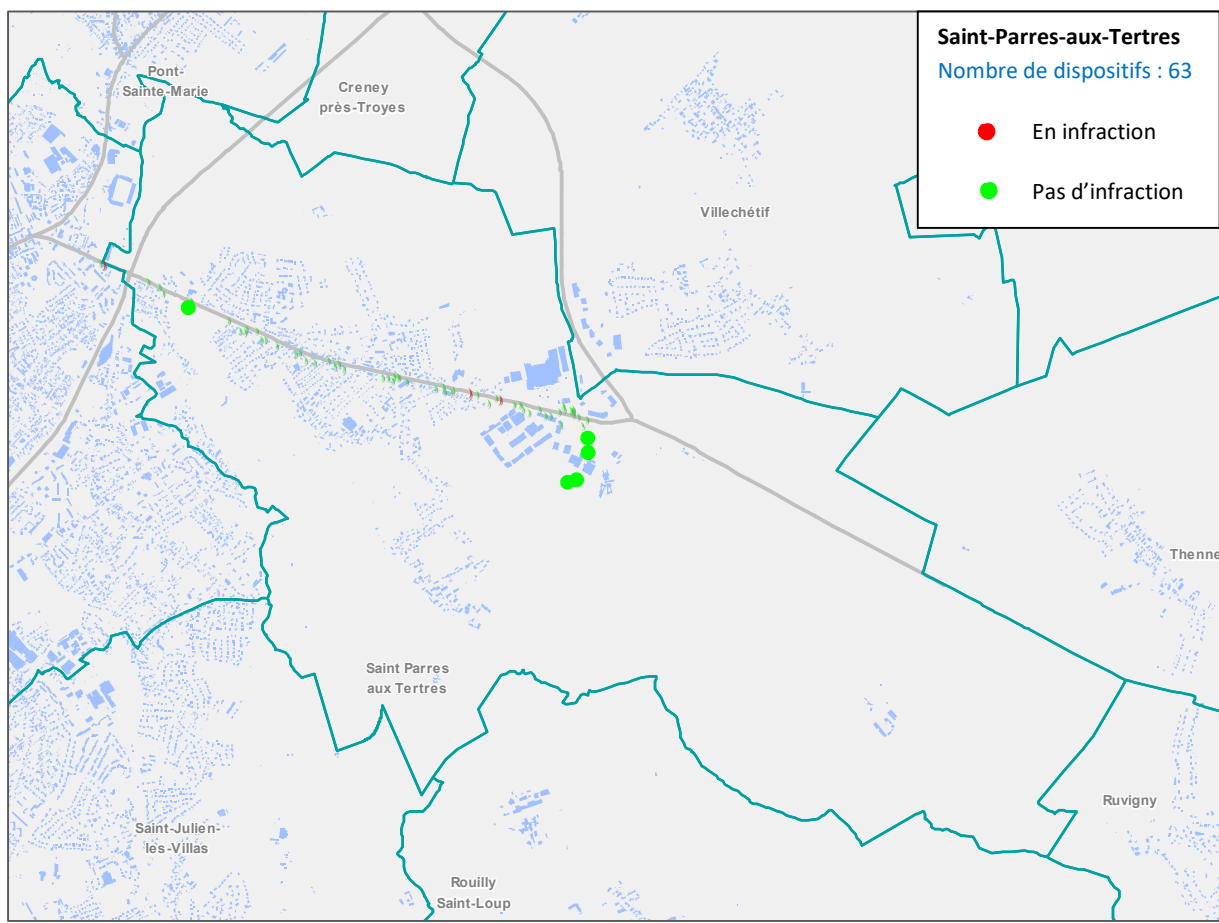 Saint-Parres-aux-Tertres
Nombre de dispositifs : 63
En infraction
Pas d’infraction
Pont-
Sainte-Marie
Creney
près-Troyes
Villechétif
Thenne
Saint Parres
aux Tertres
Ruvigny
Saint-Julien-
les-Villas
Rouilly
Saint-Loup